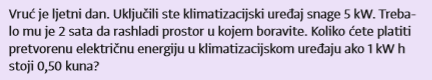 Vruć je ljetni dan. Uključili ste klimatizacijski uređaj snage 5 kW. Treba-
lo mu je 2 sata da rashladi prostor u kojem boravite. Koliko ćete platiti
pretvorenu električnu energiju u klimatizacijskom uređaju ako 1 kW h
stoji 0,50 kuna?